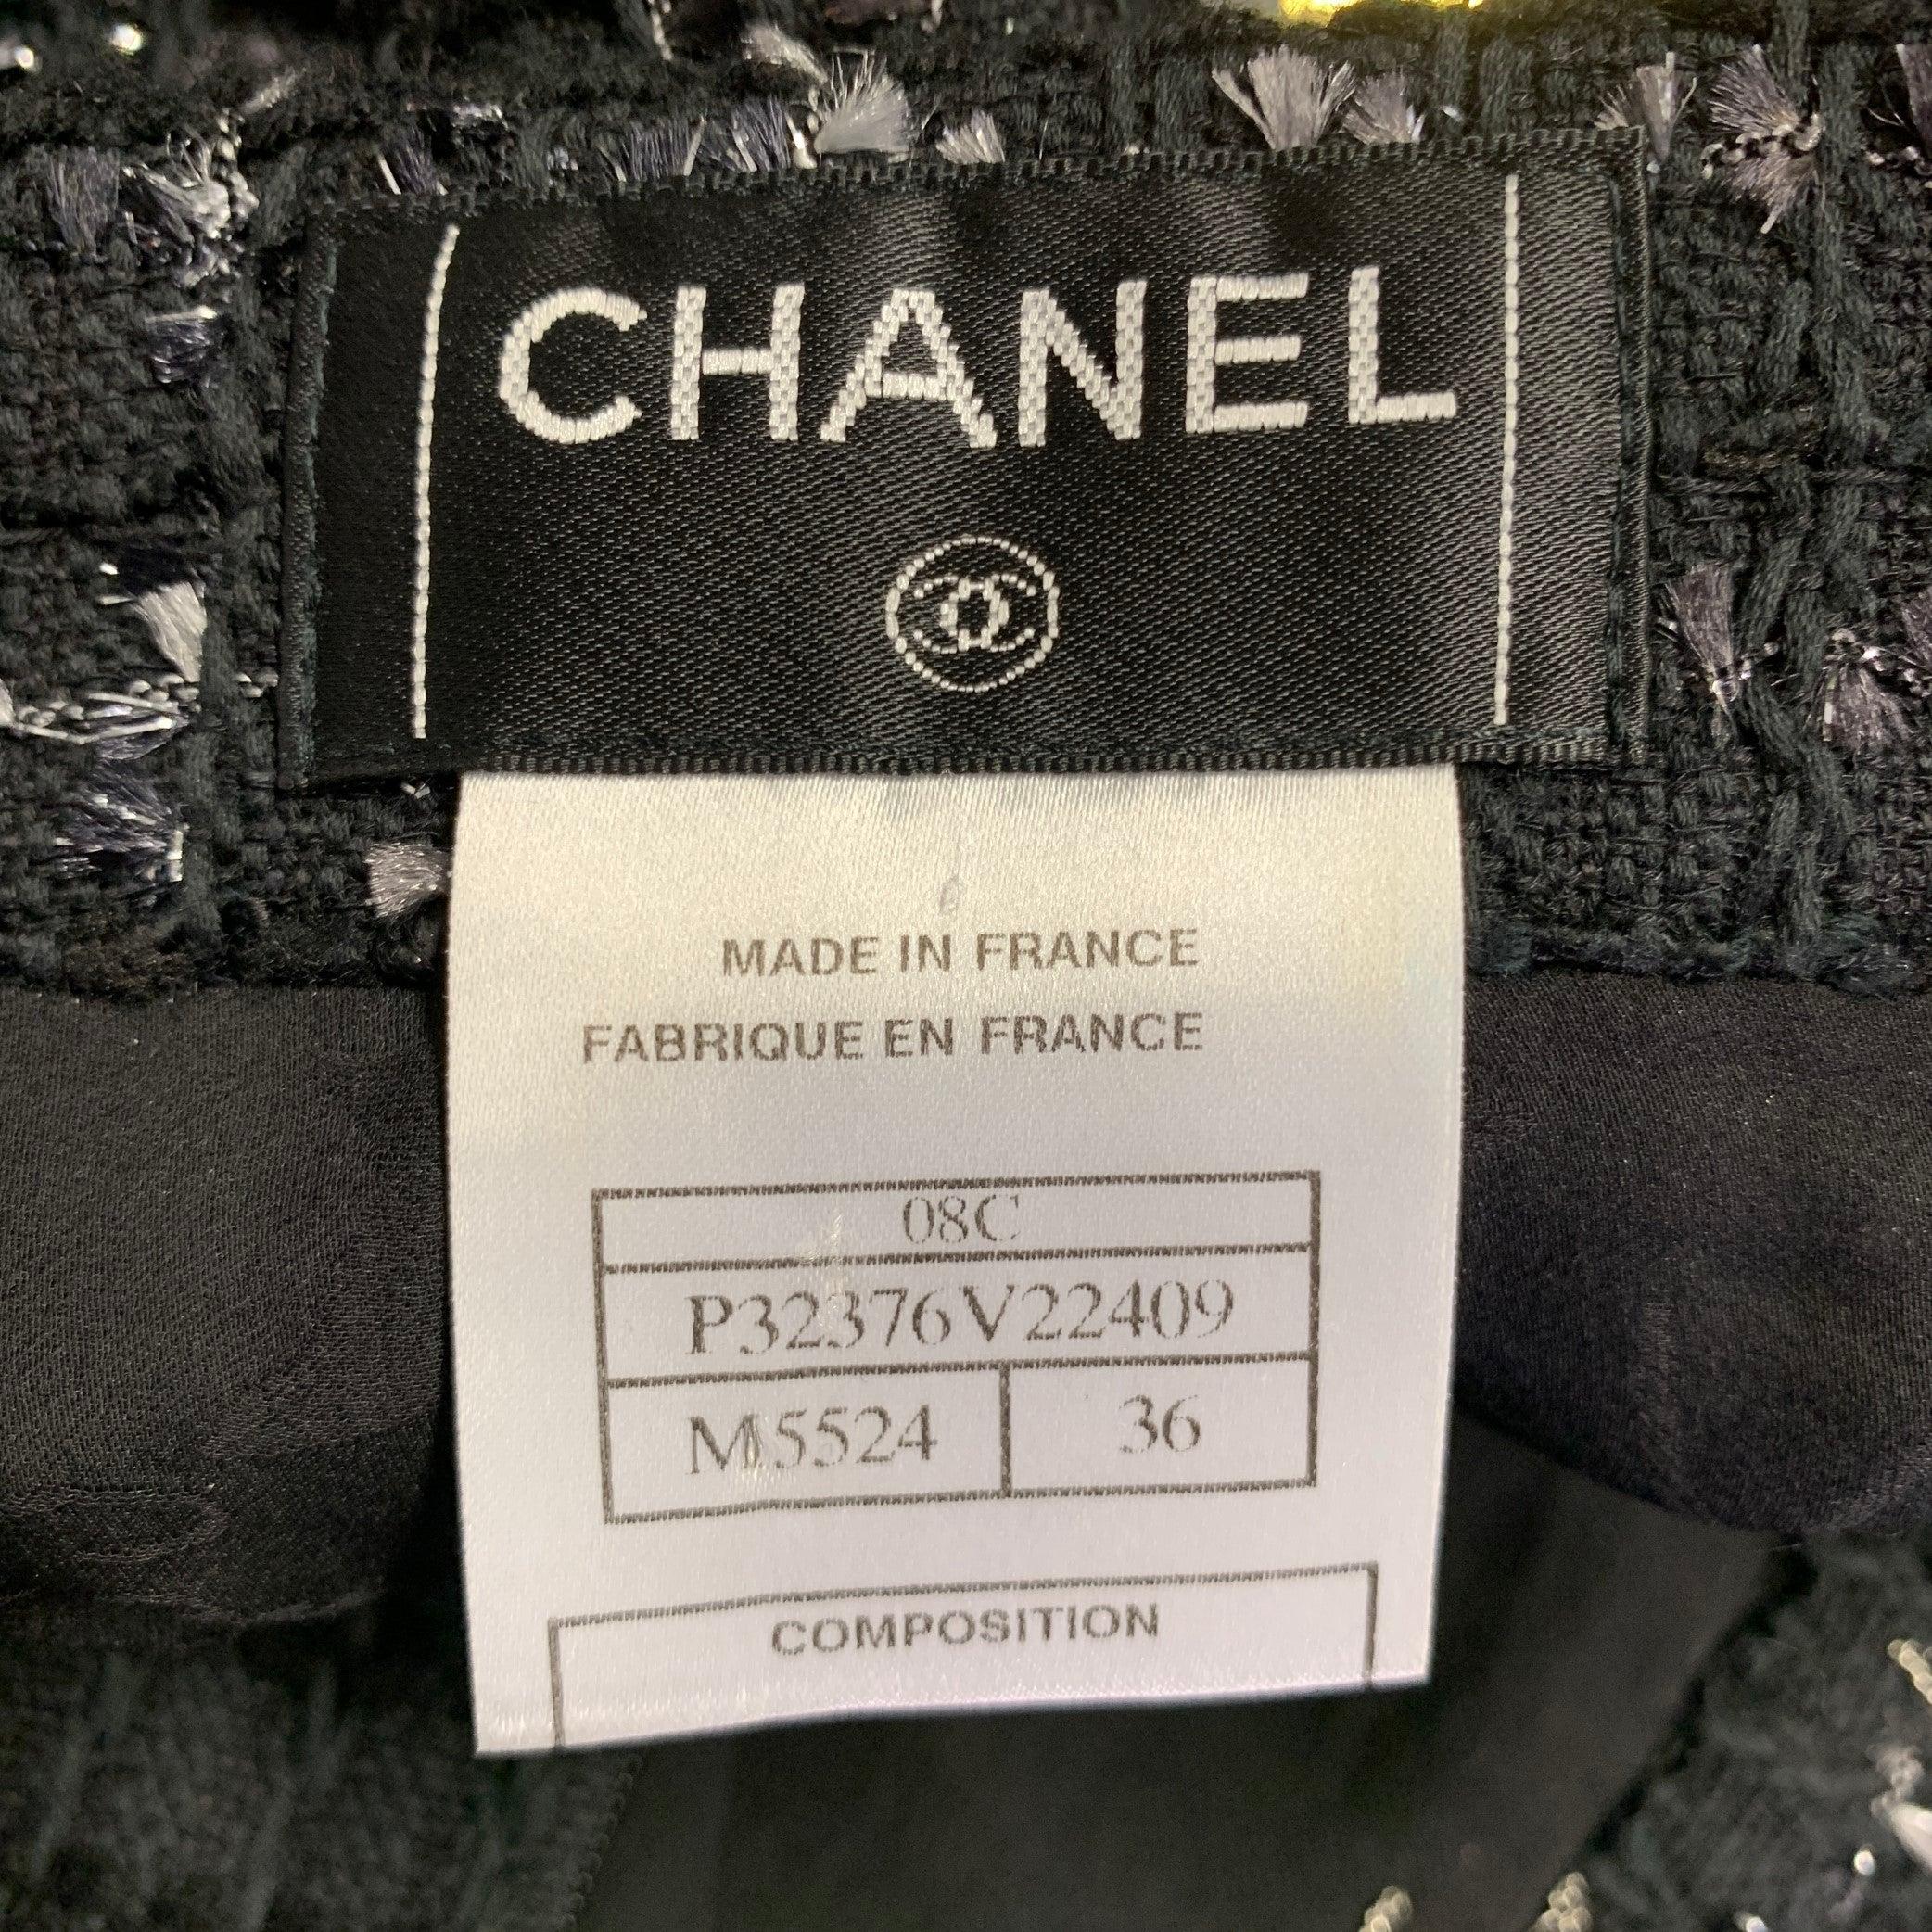 CHANEL
MADE IN FRANCE
FABRIQUE EN FRANCE
08C
P32376V22409
M5524 36
COMPOSITION